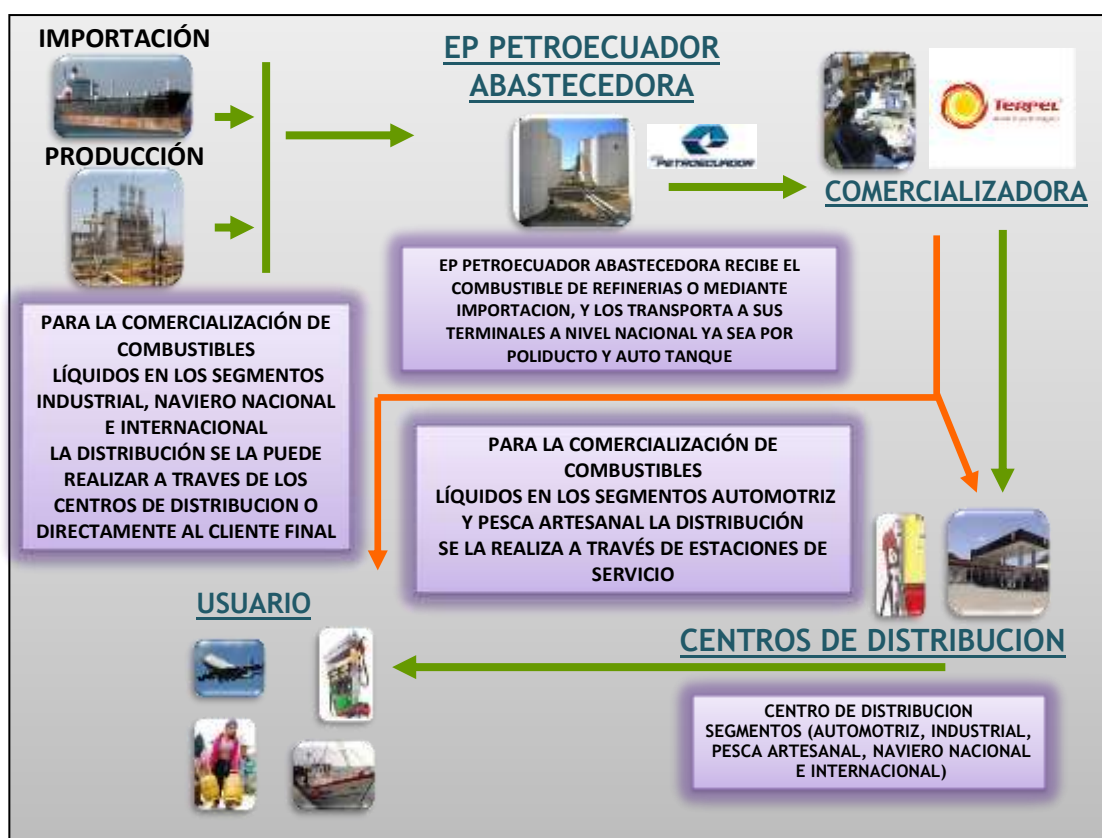 IMPORTACIÓN
PRODUCCIÓN
EP PETROECUADOR
ABASTECEDORA
PETROECUADOR
TERPEL
COMERCIALIZADORA
EP PETROECUADOR ABASTECEDORA RECIBE EL
COMBUSTIBLE DE REFINERIAS O MEDIANTE
IMPORTACION, Y LOS TRANSPORTA A SUS
TERMINALES A NIVEL NACIONAL YA SEA POR
POLIDUCTO Y AUTO TANQUE
PARA LA COMERCIALIZACIÓN DE
COMBUSTIBLES
LÍQUIDOS EN LOS SEGMENTOS
INDUSTRIAL, NAVIERO NACIONAL
E INTERNACIONAL
LA DISTRIBUCIÓN SE LA PUEDE
REALIZAR A TRAVES DE LOS
CENTROS DE DISTRIBUCION O
DIRECTAMENTE AL CLIENTE FINAL
PARA LA COMERCIALIZACIÓN DE
COMBUSTIBLES
LÍQUIDOS EN LOS SEGMENTOS AUTOMOTRIZ
Y PESCA ARTESANAL LA DISTRIBUCIÓN
SE LA REALIZA A TRAVÉS DE ESTACIONES DE
SERVICIO
USUARIO
CENTROS DE DISTRIBUCION
CENTRO DE DISTRIBUCION
SEGMENTOS (AUTOMOTRIZ, INDUSTRIAL,
PESCA ARTESANAL, NAVIERO NACIONAL
E INTERNACIONAL)